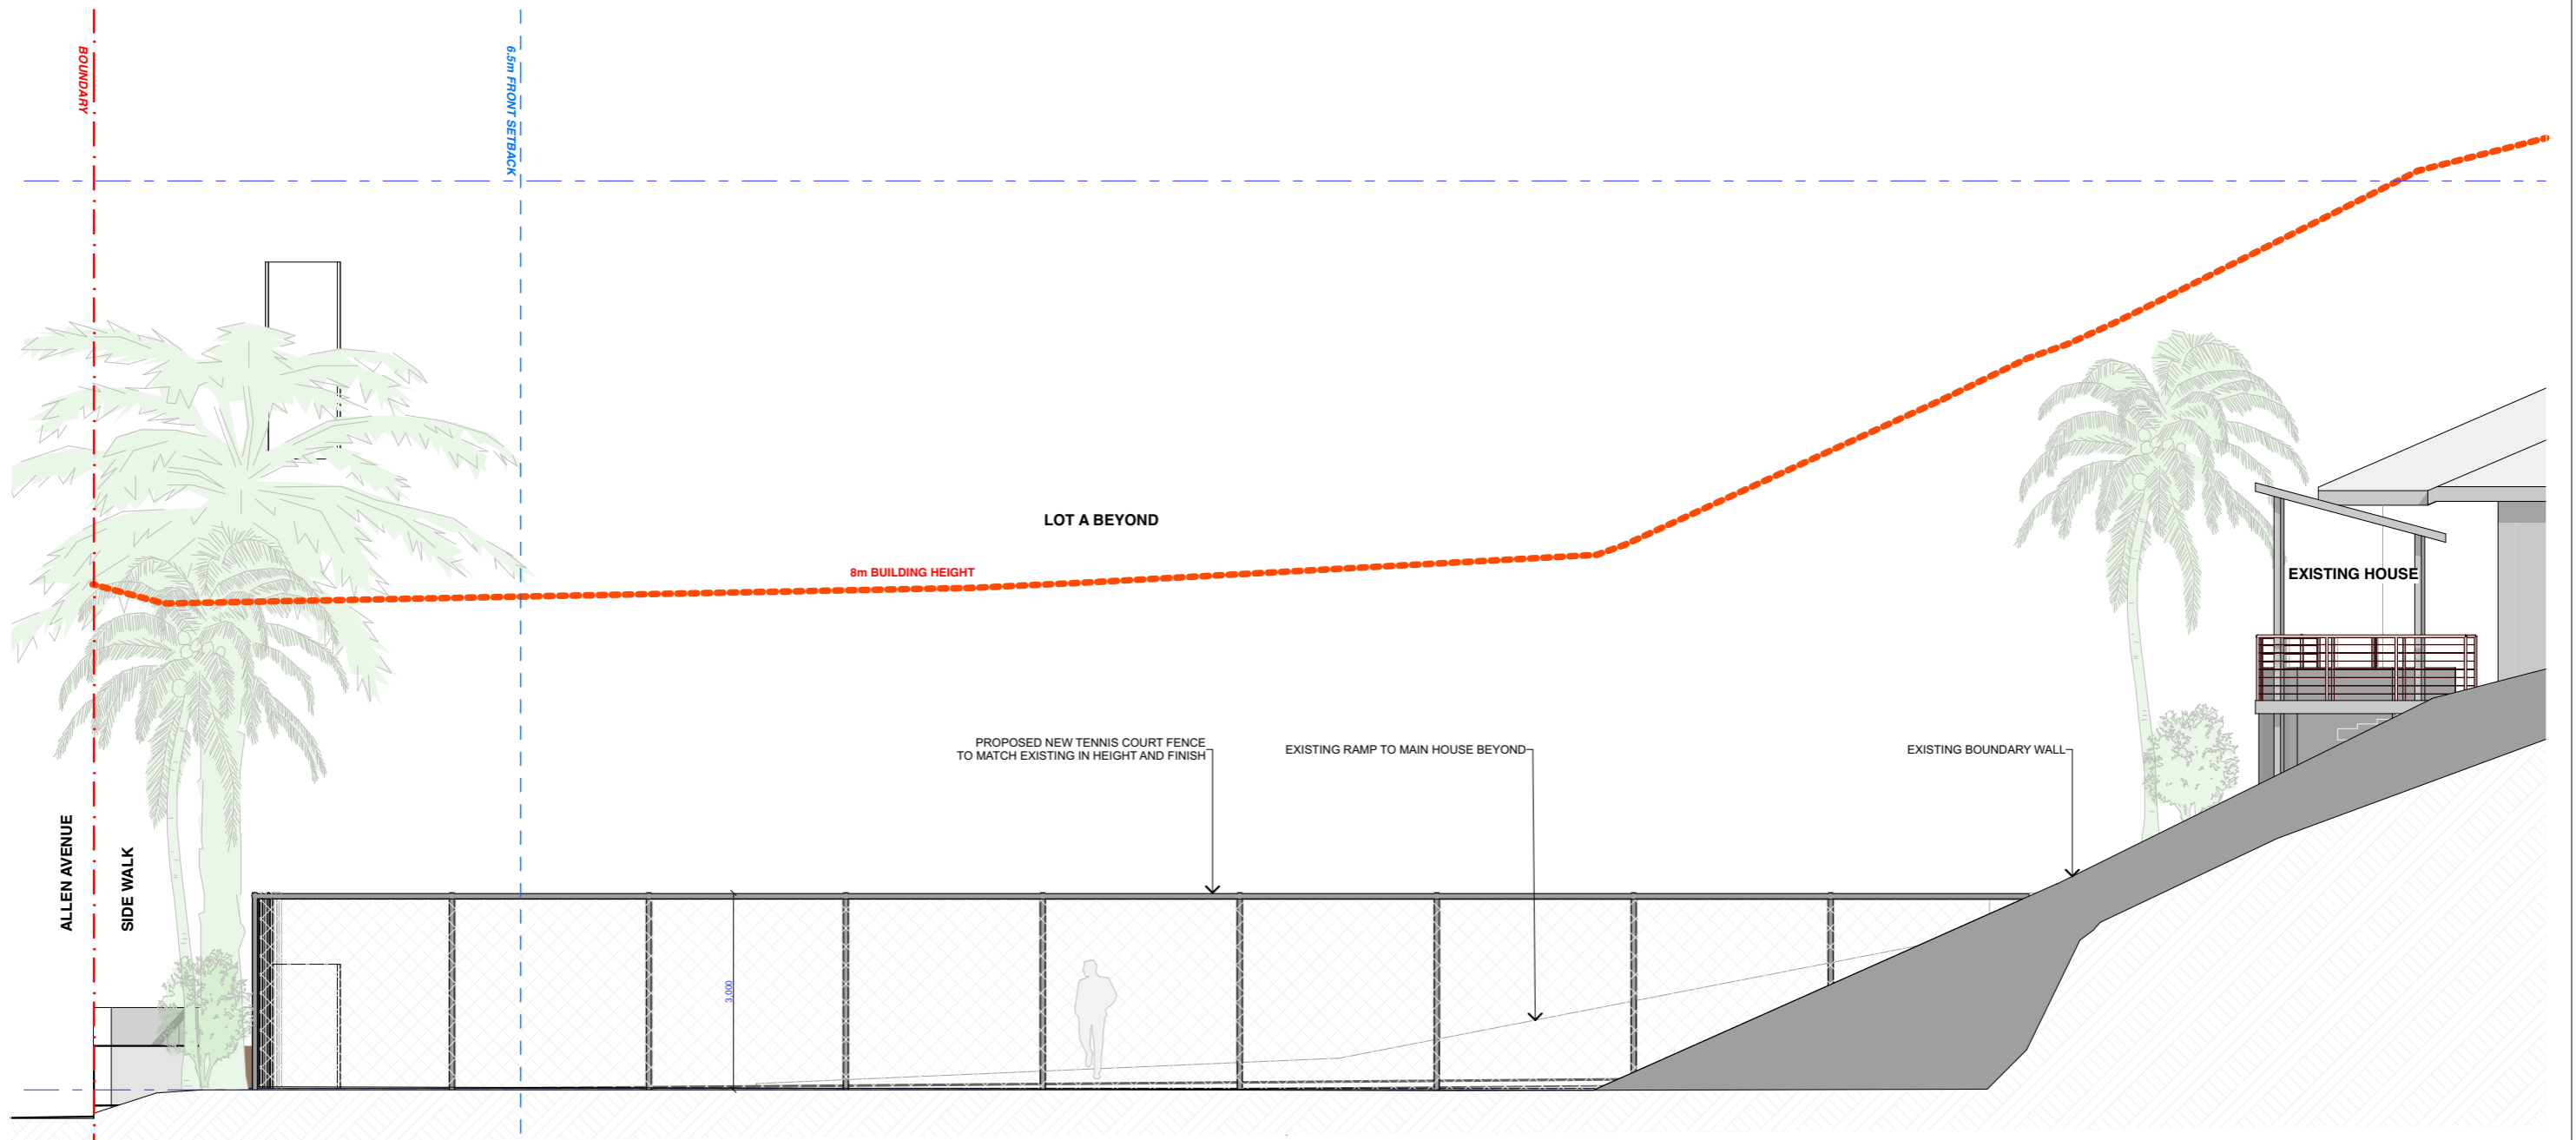 BOUNDARY
6.5m FRONT SETBACK
LOT A BEYOND
8m BUILDING HEIGHT
EXISTING HOUSE
PROPOSED NEW TENNIS COURT FENCE
TO MATCH EXISTING IN HEIGHT AND FINISH
EXISTING RAMP TO MAIN HOUSE BEYOND
EXISTING BOUNDARY WALL
ALLEN AVENUE
SIDE WALK
3,000